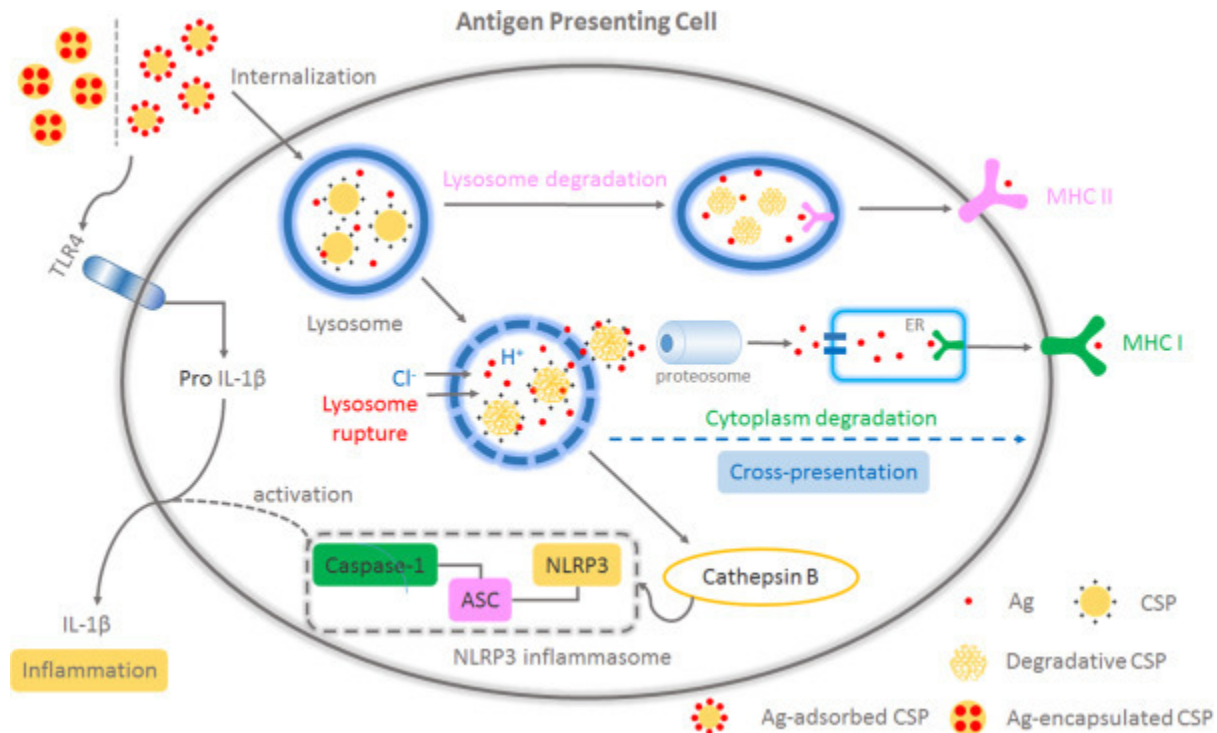 Antigen Presenting Cell
Internalization
Lysosome degradation
MHC II
TLR4
Lysosome
H⁺
Cl⁻
Lysosome
rupture
proteosome
ER
MHC I
Pro IL-1β
Cytoplasm degradation
Cross-presentation
activation
Caspase-1
ASC
NLRP3
Cathepsin B
NLRP3 inflammasome
IL-1β
Inflammation
Ag
CSP
Degradative CSP
Ag-adsorbed CSP
Ag-encapsulated CSP